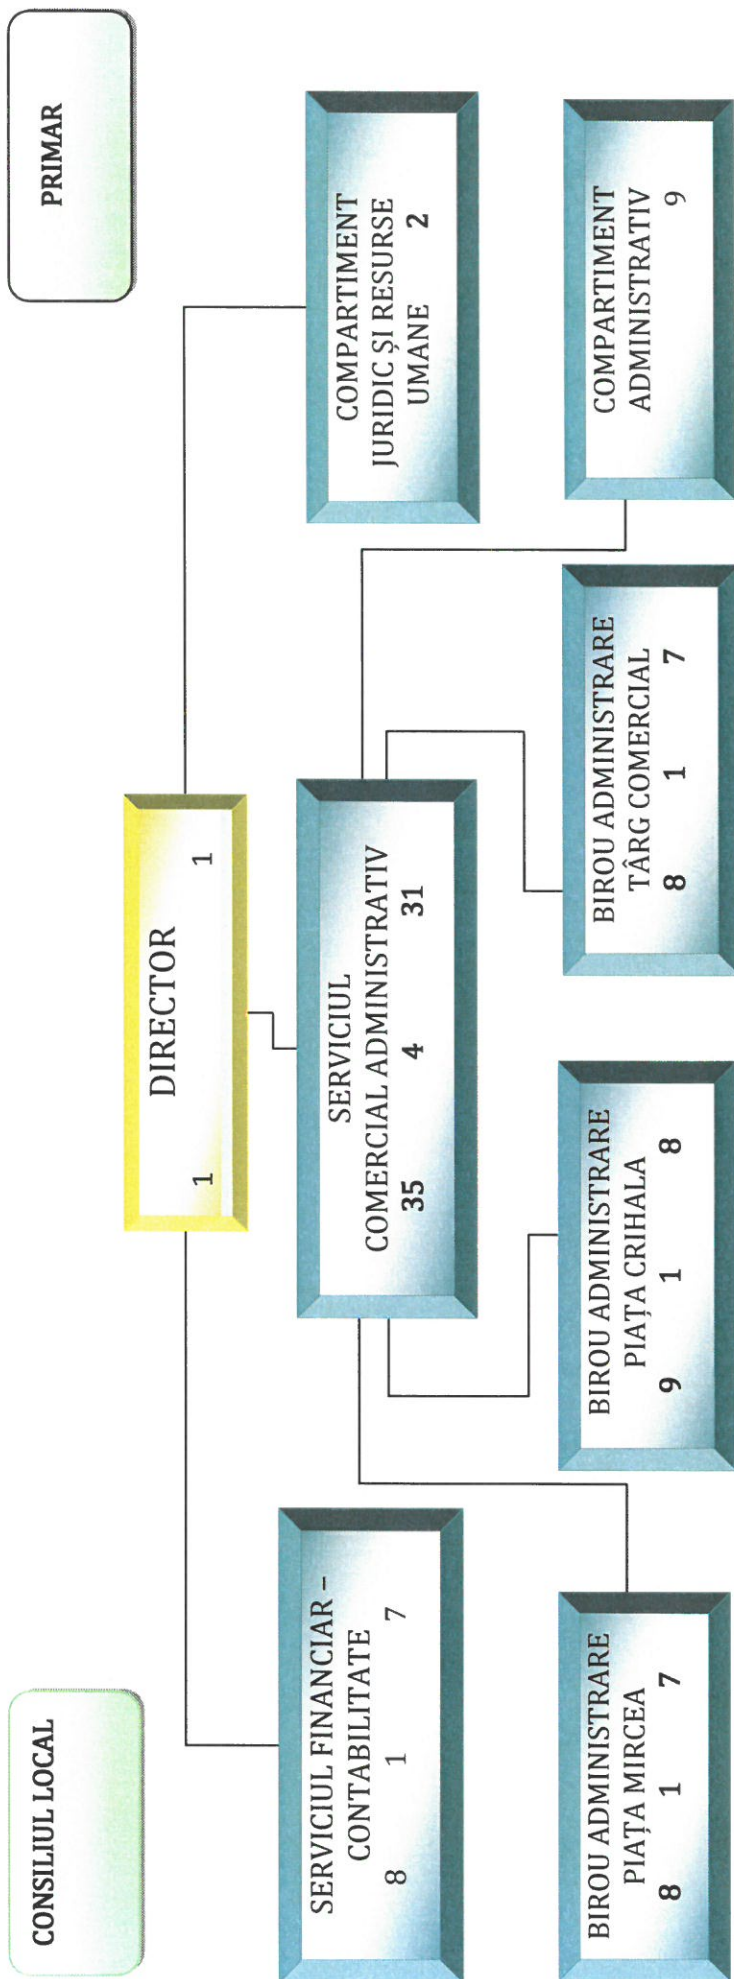 CONSILIUL LOCAL
PRIMAR
DIRECTOR
1 1
SERVICIUL FINANCIAR –
CONTABILITATE
8 1 7
SERVICIUL
COMERCIAL ADMINISTRATIV
35 4 31
COMPARTIMENT
JURIDIC ȘI RESURSE
UMANE 2
BIROU ADMINISTRARE
PIAȚA MIRCEA
8 1 7
BIROU ADMINISTRARE
PIAȚA CRIHALA
9 1 8
BIROU ADMINISTRARE
TÂRG COMERCIAL
8 1 7
COMPARTIMENT
ADMINISTRATIV
9